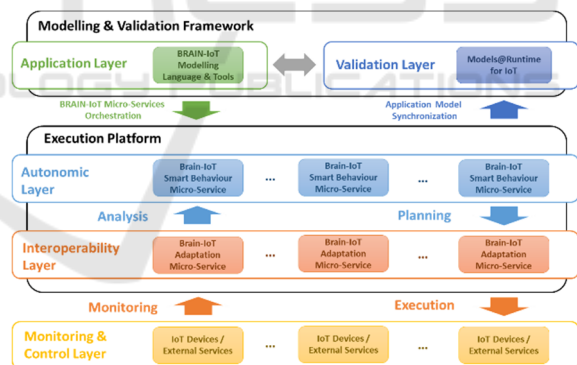 Modelling & Validation Framework
Application Layer
BRAIN-IoT
Modelling
Language & Tools
Validation Layer
Models@Runtime
for IoT
BRAIN-IoT Micro-Services
Orchestration
Application Model
Synchronization
Execution Platform
Autonomic
Layer
Brain-IoT
Smart Behaviour
Micro-Service
...
Brain-IoT
Smart Behaviour
Micro-Service
...
Brain-IoT
Smart Behaviour
Micro-Service
Analysis
Planning
Interoperability
Layer
Brain-IoT
Adaptation
Micro-Service
...
Brain-IoT
Adaptation
Micro-Service
...
Brain-IoT
Adaptation
Micro-Service
Monitoring
Execution
Monitoring &
Control Layer
IoT Devices /
External Services
...
IoT Devices /
External Services
...
IoT Devices /
External Services
OLOGY PUBLICATIONS